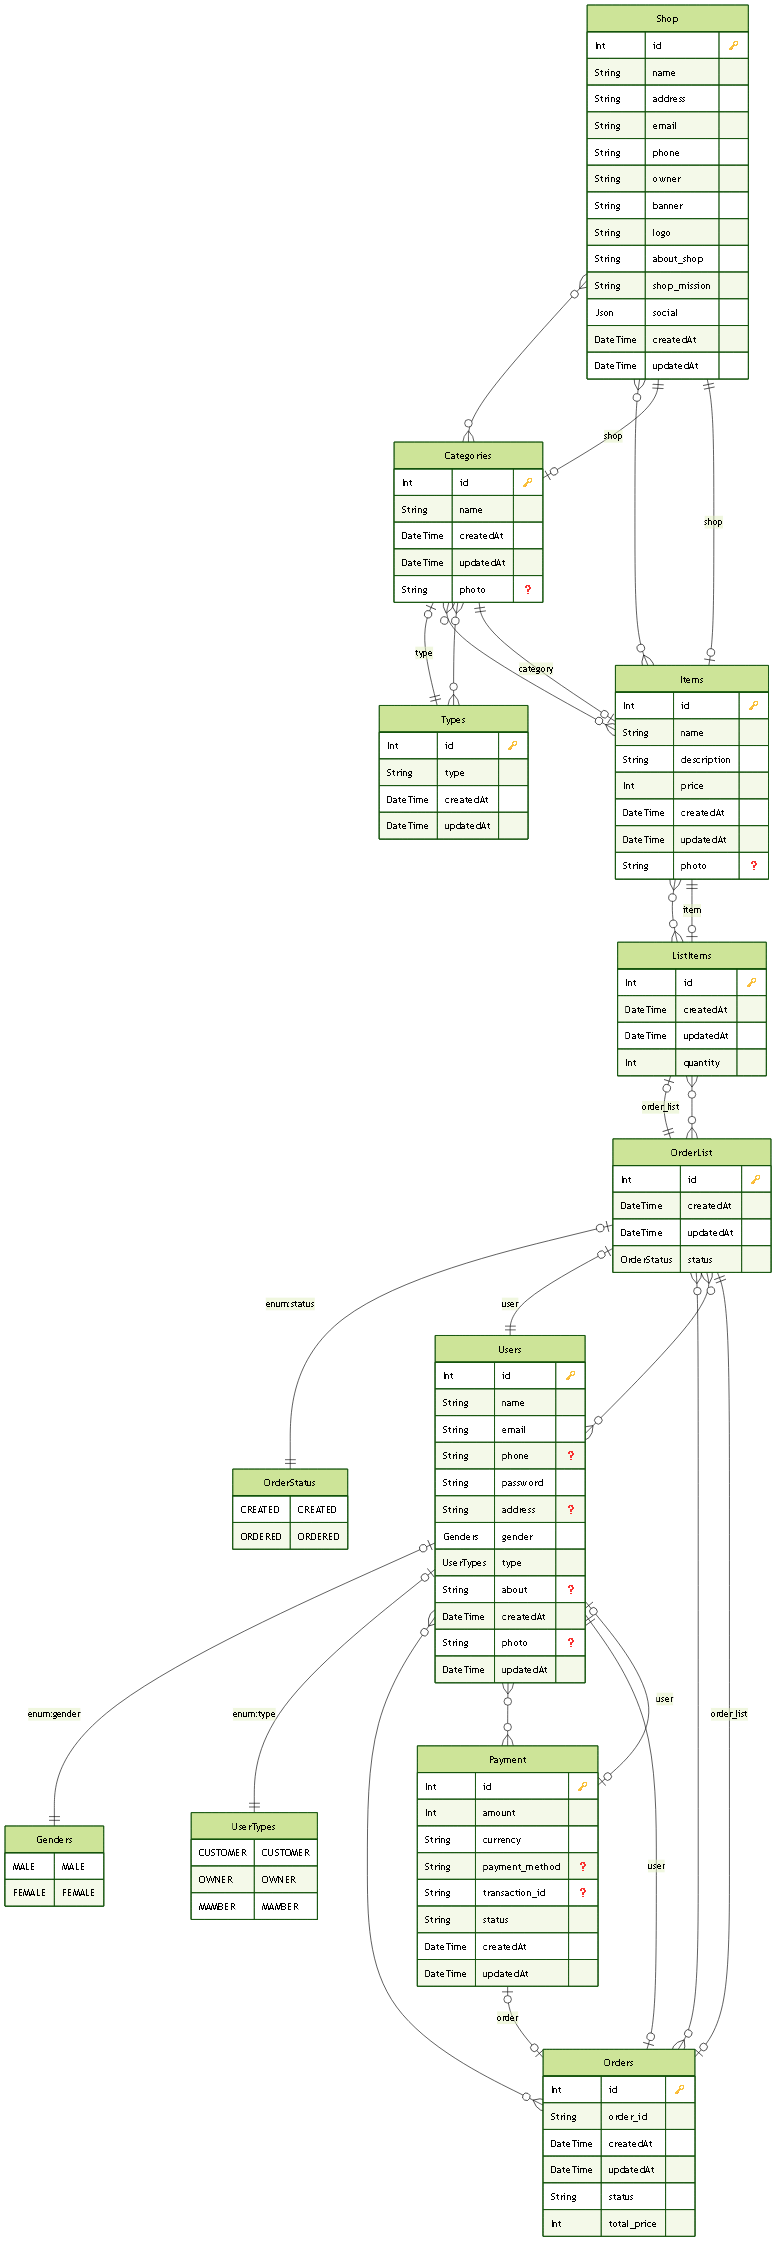 Shop
Int id
String name
String address
String email
String phone
String owner
String banner
String logo
String about_shop
String shop_mission
Json social
DateTime createdAt
DateTime updatedAt
shop
Categories
Int id
String name
DateTime createdAt
DateTime updatedAt
String photo ?
shop
type
category
Items
Int id
String name
String description
Int price
DateTime createdAt
DateTime updatedAt
String photo ?
Types
Int id
String type
DateTime createdAt
DateTime updatedAt
item
ListItems
Int id
DateTime createdAt
DateTime updatedAt
Int quantity
order_list
OrderList
Int id
DateTime createdAt
DateTime updatedAt
OrderStatus status
enum:status
user
Users
Int id
String name
String email
String phone ?
String password
String address ?
Genders gender
UserTypes type
String about ?
DateTime createdAt
String photo ?
DateTime updatedAt
OrderStatus
CREATED CREATED
ORDERED ORDERED
enum:gender
enum:type
user
order_list
Payment
Int id
Int amount
String currency
String payment_method ?
String transaction_id ?
String status
DateTime createdAt
DateTime updatedAt
Genders
MALE MALE
FEMALE FEMALE
UserTypes
CUSTOMER CUSTOMER
OWNER OWNER
MAMBER MAMBER
user
order
Orders
Int id
String order_id
DateTime createdAt
DateTime updatedAt
String status
Int total_price